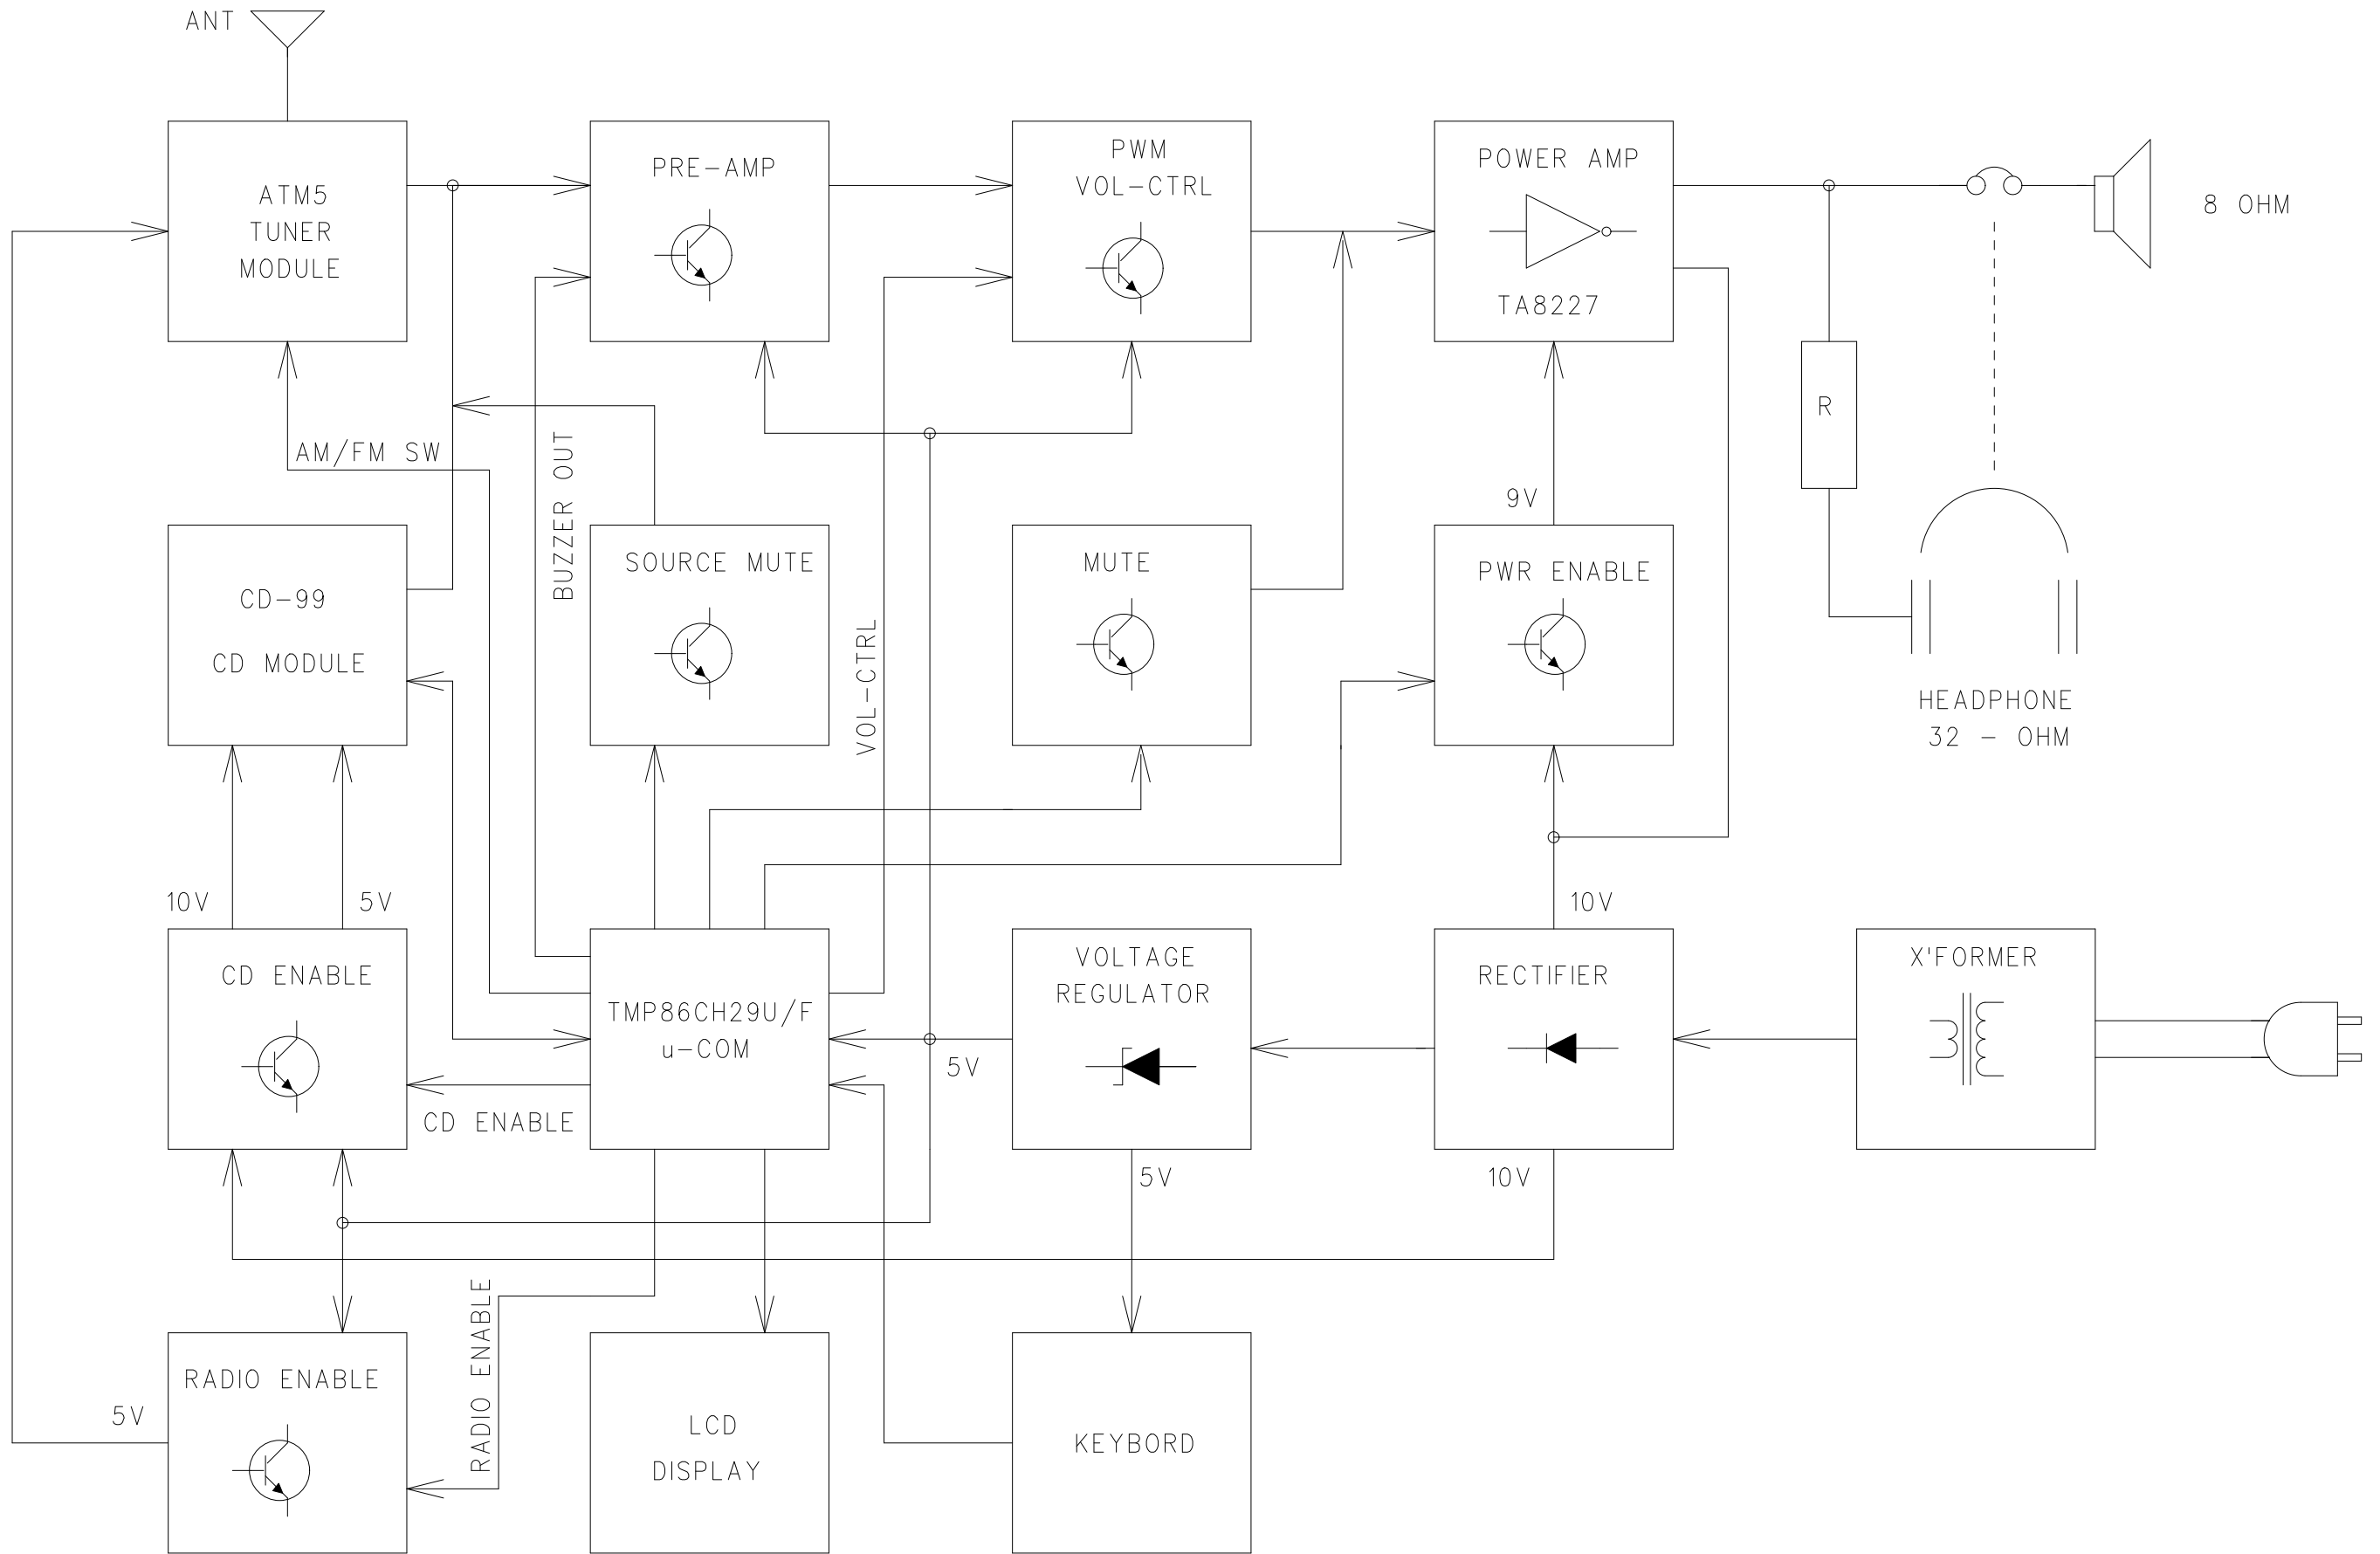 ANT
ATM5
TUNER
MODULE
PRE-AMP
PWM
VOL-CTRL
POWER AMP
TA8227
8 OHM
R
AM/FM SW
BUZZER OUT
9V
CD-99
CD MODULE
SOURCE MUTE
VOL-CTRL
MUTE
PWR ENABLE
HEADPHONE
32 - OHM
10V
5V
10V
CD ENABLE
TMP86CH29U/F
u-COM
VOLTAGE
REGULATOR
RECTIFIER
X'FORMER
CD ENABLE
5V
5V
10V
RADIO ENABLE
RADIO ENABLE
5V
LCD
DISPLAY
KEYBORD